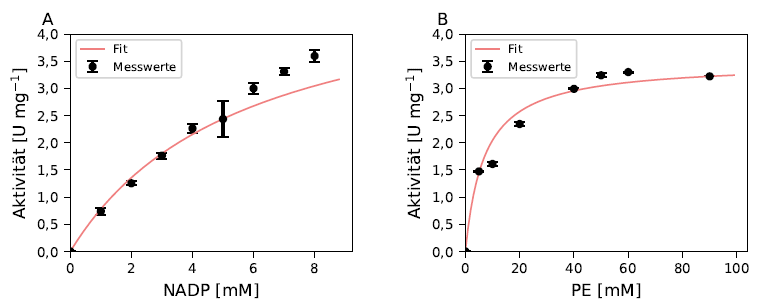 A
Aktivität [U mg⁻¹]
4,0
3,5
3,0
2,5
2,0
1,5
1,0
0,5
0,0
Fit
Messwerte
0 2 4 6 8
NADP [mM]
B
Aktivität [U mg⁻¹]
4,0
3,5
3,0
2,5
2,0
1,5
1,0
0,5
0,0
Fit
Messwerte
0 20 40 60 80 100
PE [mM]